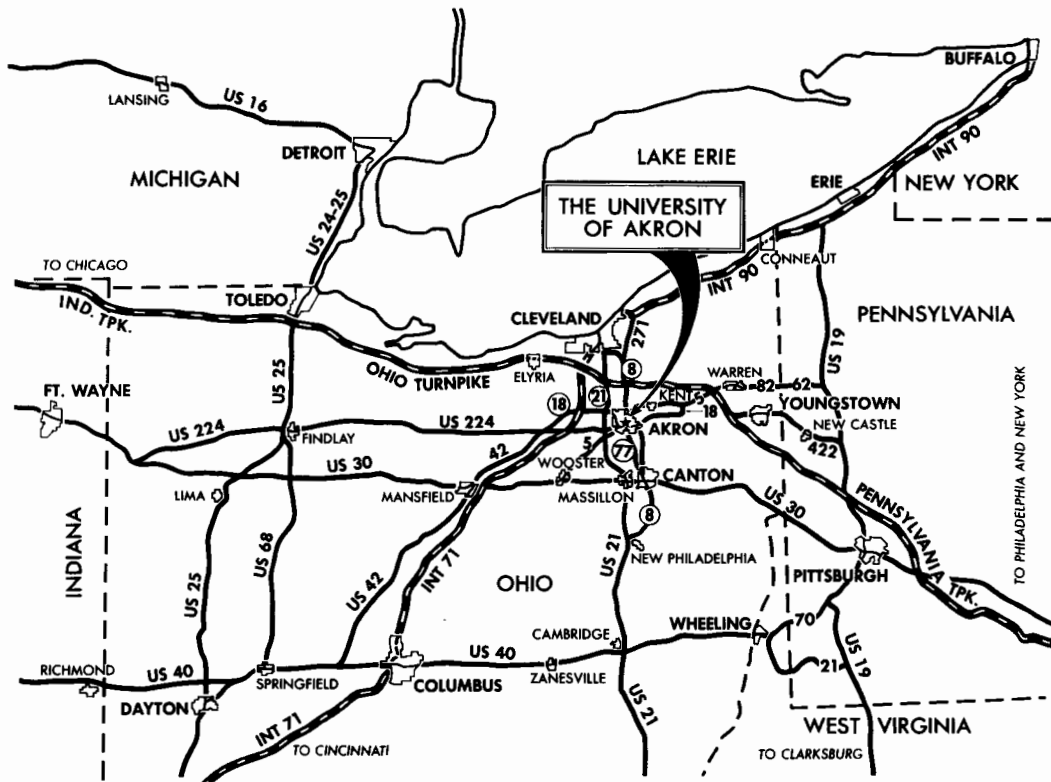 BUFFALO
LANSING
US 16
DETROIT
MICHIGAN
LAKE ERIE
INT 90
ERIE
NEW YORK
THE UNIVERSITY
OF AKRON
US 24-25
TO CHICAGO
CONNEAUT
INT 90
TOLEDO
IND. TPK.
CLEVELAND
271
PENNSYLVANIA
US 19
OHIO TURNPIKE
ELYRIA
8
WARREN
82
62
US 25
FT. WAYNE
18
21
KENT
5
18
YOUNGSTOWN
NEW CASTLE
422
US 224
FINDLAY
US 224
AKRON
42
5
77
US 30
WOOSTER
CANTON
LIMA
MANSFIELD
MASSILLON
8
US 30
PENNSYLVANIA TPK.
TO PHILADELPHIA AND NEW YORK
INDIANA
US 25
US 68
US 42
INT 71
OHIO
US 21
NEW PHILADELPHIA
PITTSBURGH
CAMBRIDGE
WHEELING
70
RICHMOND
US 40
SPRINGFIELD
COLUMBUS
US 40
ZANESVILLE
21
US 19
DAYTON
US 21
WEST VIRGINIA
INT 71
TO CINCINNATI
TO CLARKSBURG